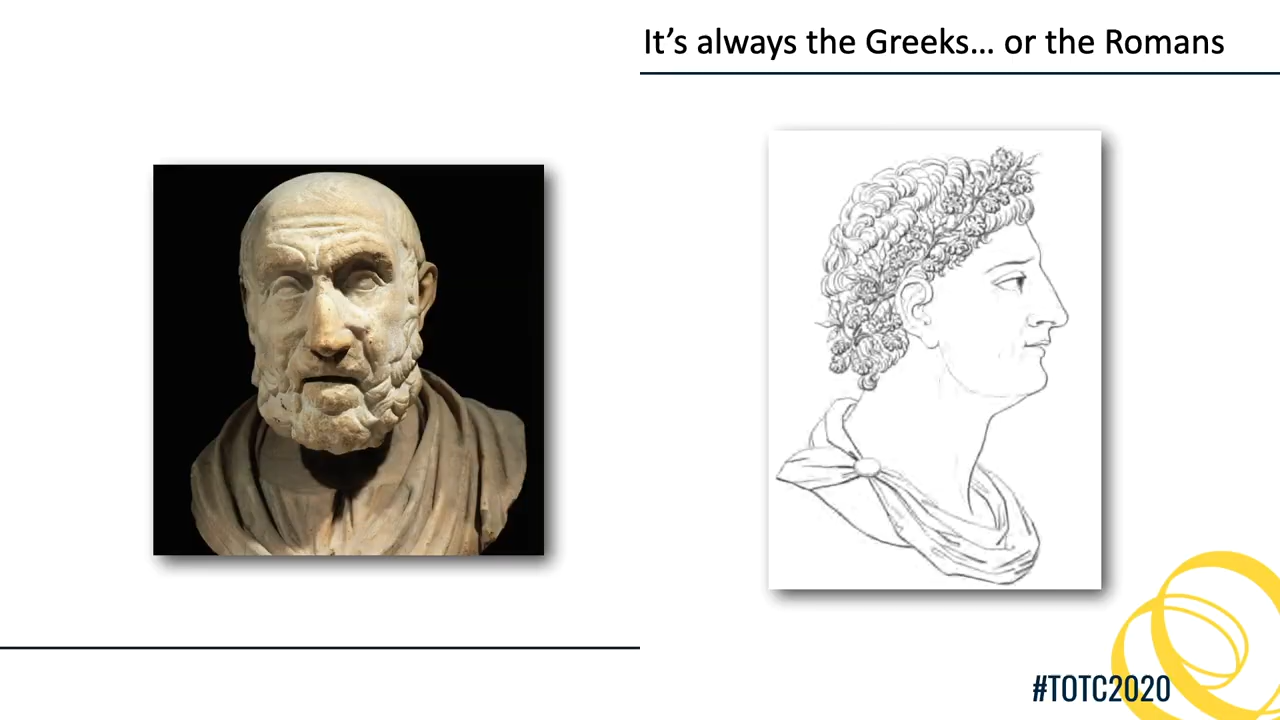 It’s always the Greeks… or the Romans
#TOTC2020